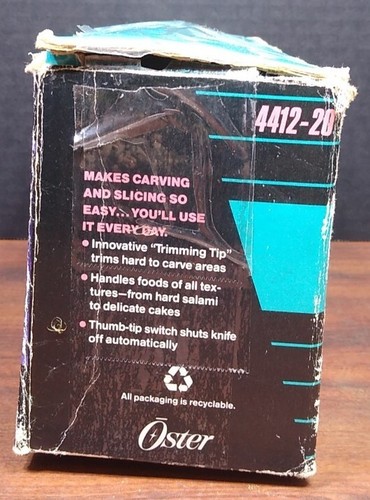 4412-20
MAKES CARVING
AND SLICING SO
EASY... YOU'LL USE
IT EVERY DAY.
• Innovative "Trimming Tip"
trims hard to carve areas
• Handles foods of all tex-
tures—from hard salami
to delicate cakes
• Thumb-tip switch shuts knife
off automatically
All packaging is recyclable.
Oster